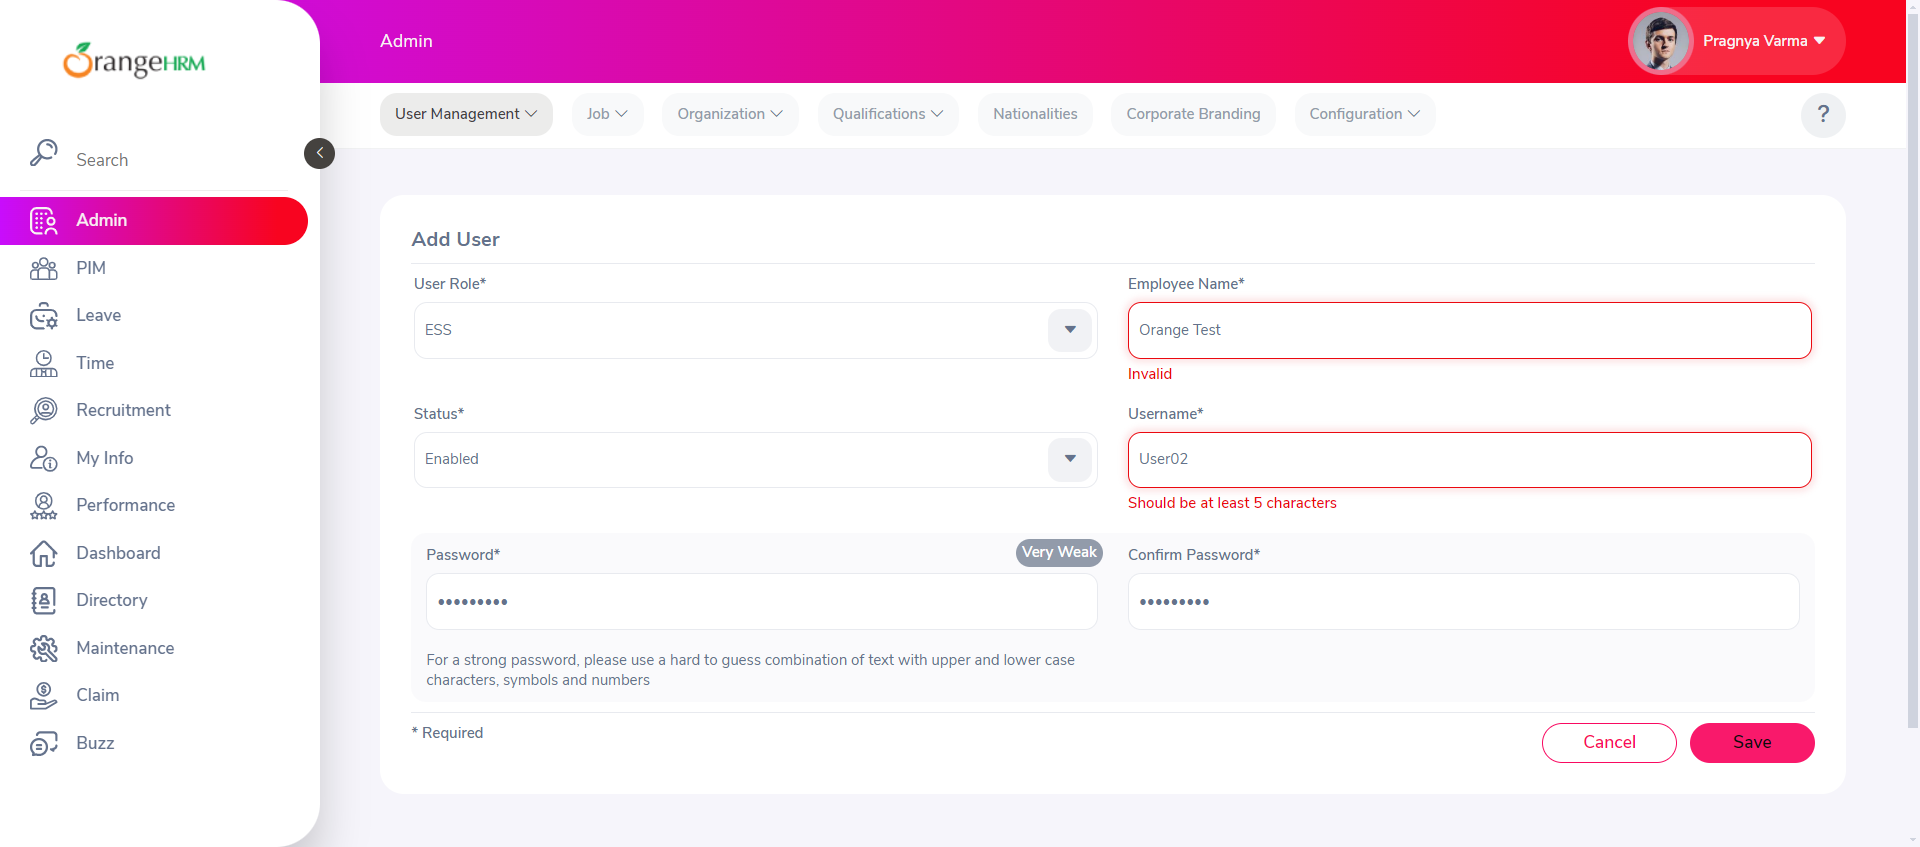 OrangeHRM
Search
Admin
PIM
Leave
Time
Recruitment
My Info
Performance
Dashboard
Directory
Maintenance
Claim
Buzz
Admin
Pragnya Varma
User Management
Job
Organization
Qualifications
Nationalities
Corporate Branding
Configuration
?
Add User
User Role*
ESS
Employee Name*
Orange Test
Invalid
Status*
Enabled
Username*
User02
Should be at least 5 characters
Password*
Very Weak
•••••••••
Confirm Password*
•••••••••
For a strong password, please use a hard to guess combination of text with upper and lower case
characters, symbols and numbers
* Required
Cancel
Save